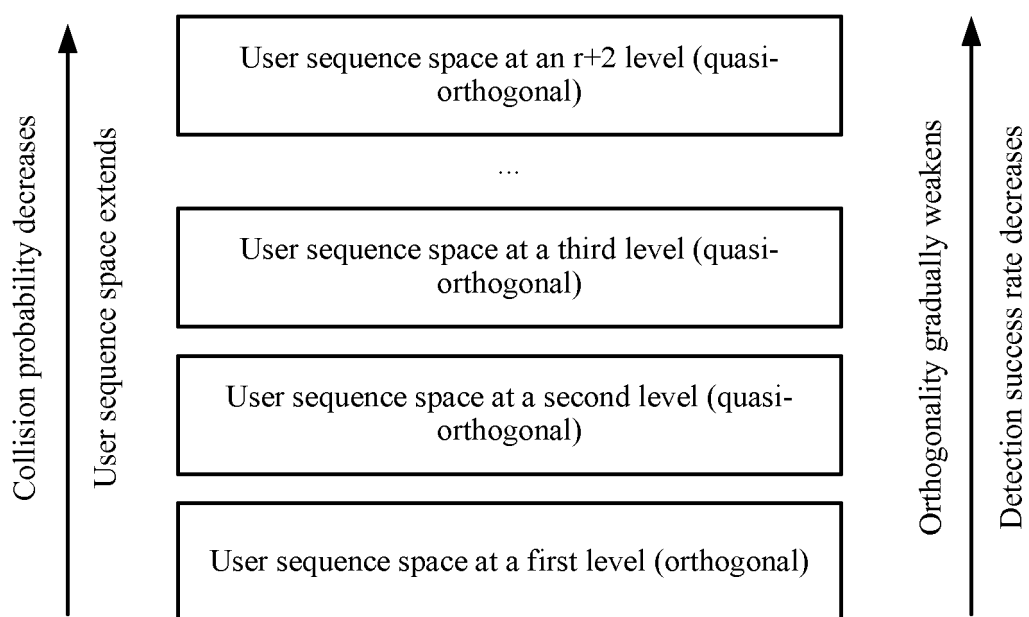 User sequence space at an r+2 level (quasi-
orthogonal)
...
User sequence space at a third level (quasi-
orthogonal)
User sequence space at a second level (quasi-
orthogonal)
User sequence space at a first level (orthogonal)
Collision probability decreases
User sequence space extends
Orthogonality gradually weakens
Detection success rate decreases